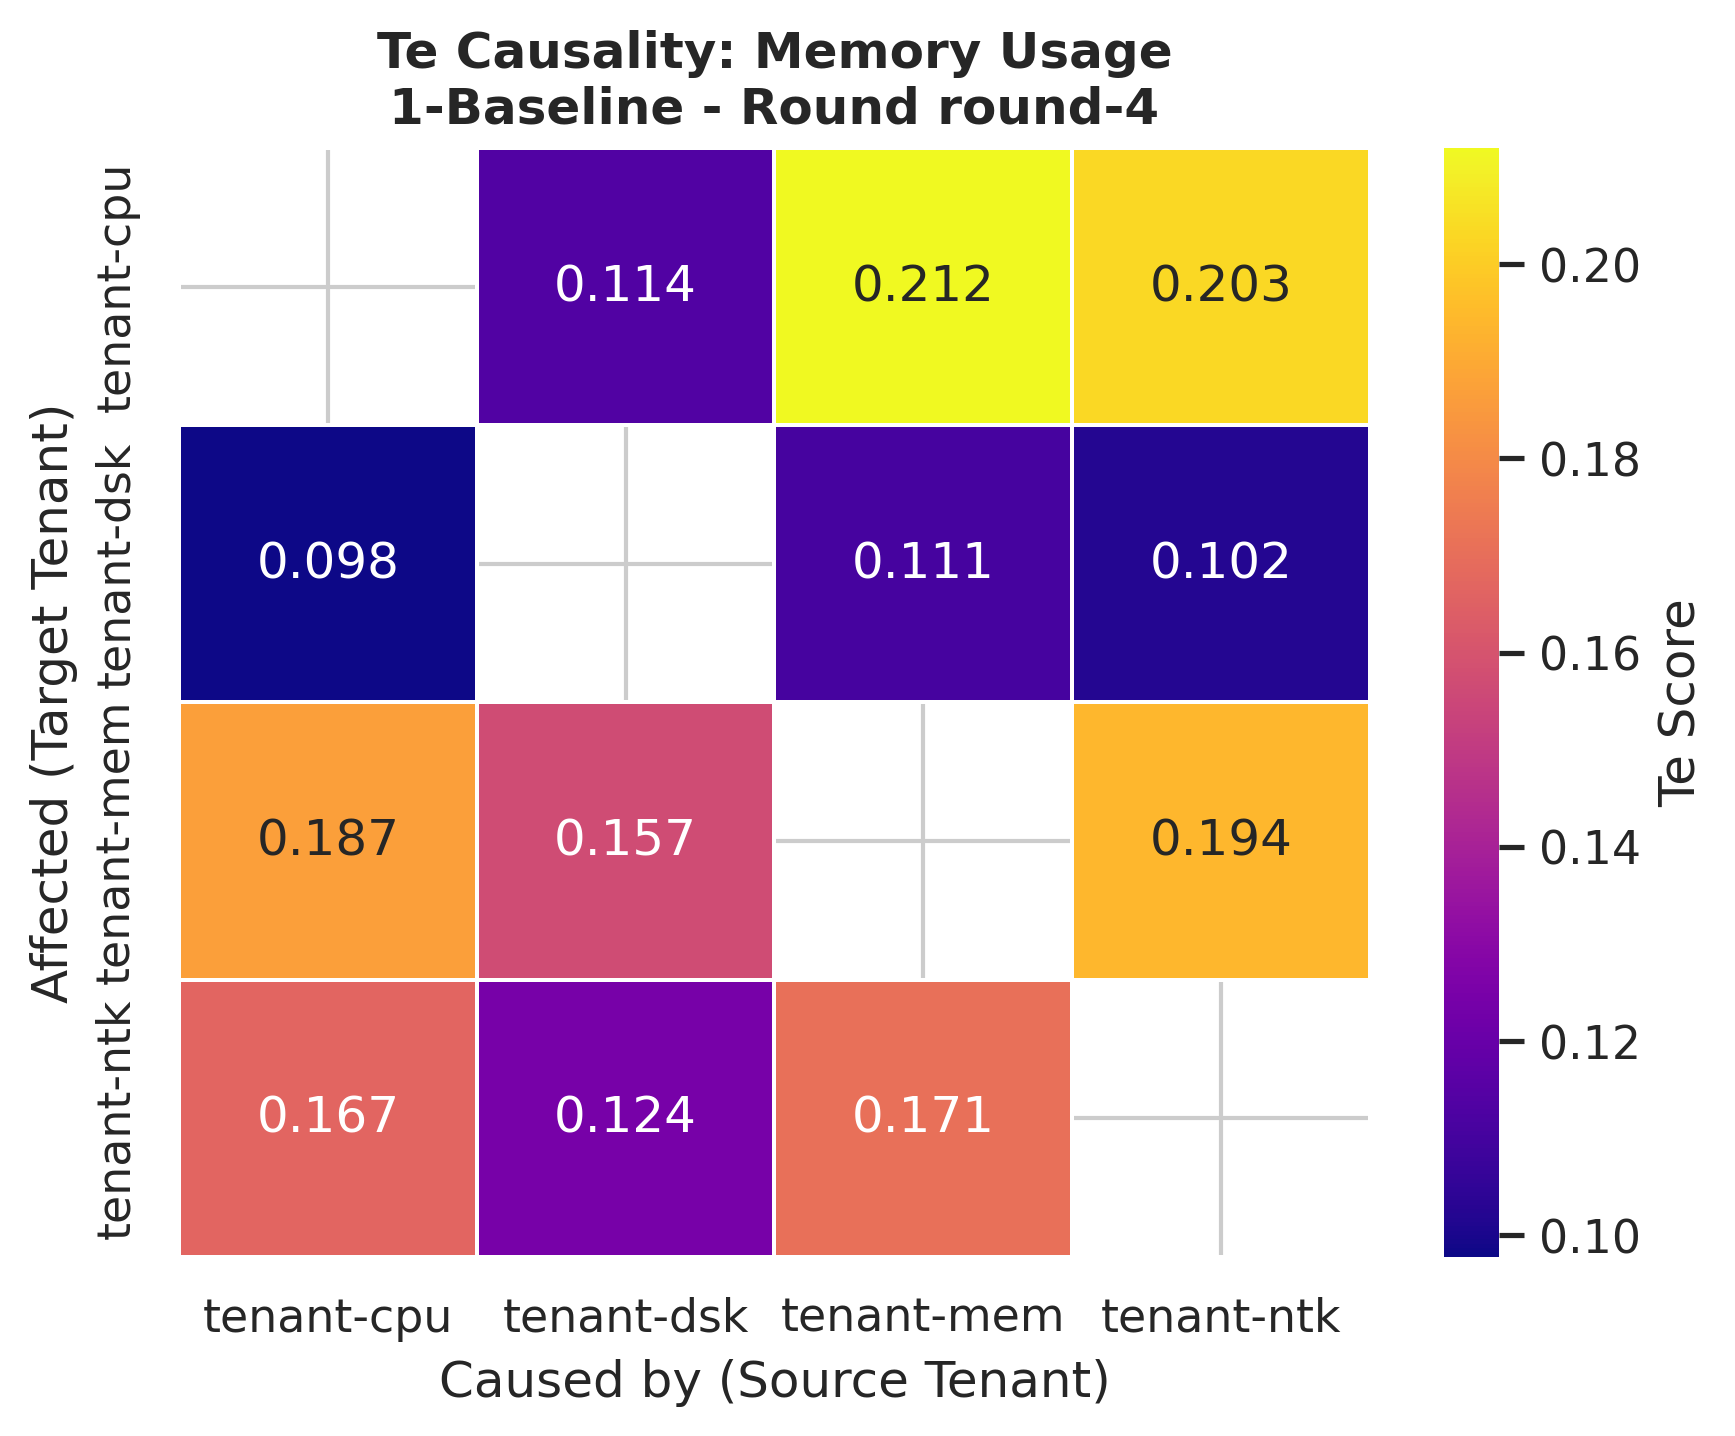 Te Causality: Memory Usage
1-Baseline - Round round-4
Affected (Target Tenant)
tenant-cpu
0.114 0.212 0.203
tenant-dsk
0.098 0.111 0.102
tenant-mem
0.187 0.157 0.194
tenant-ntk
0.167 0.124 0.171
tenant-cpu tenant-dsk tenant-mem tenant-ntk
Caused by (Source Tenant)
0.20
0.18
0.16
0.14
0.12
0.10
Te Score